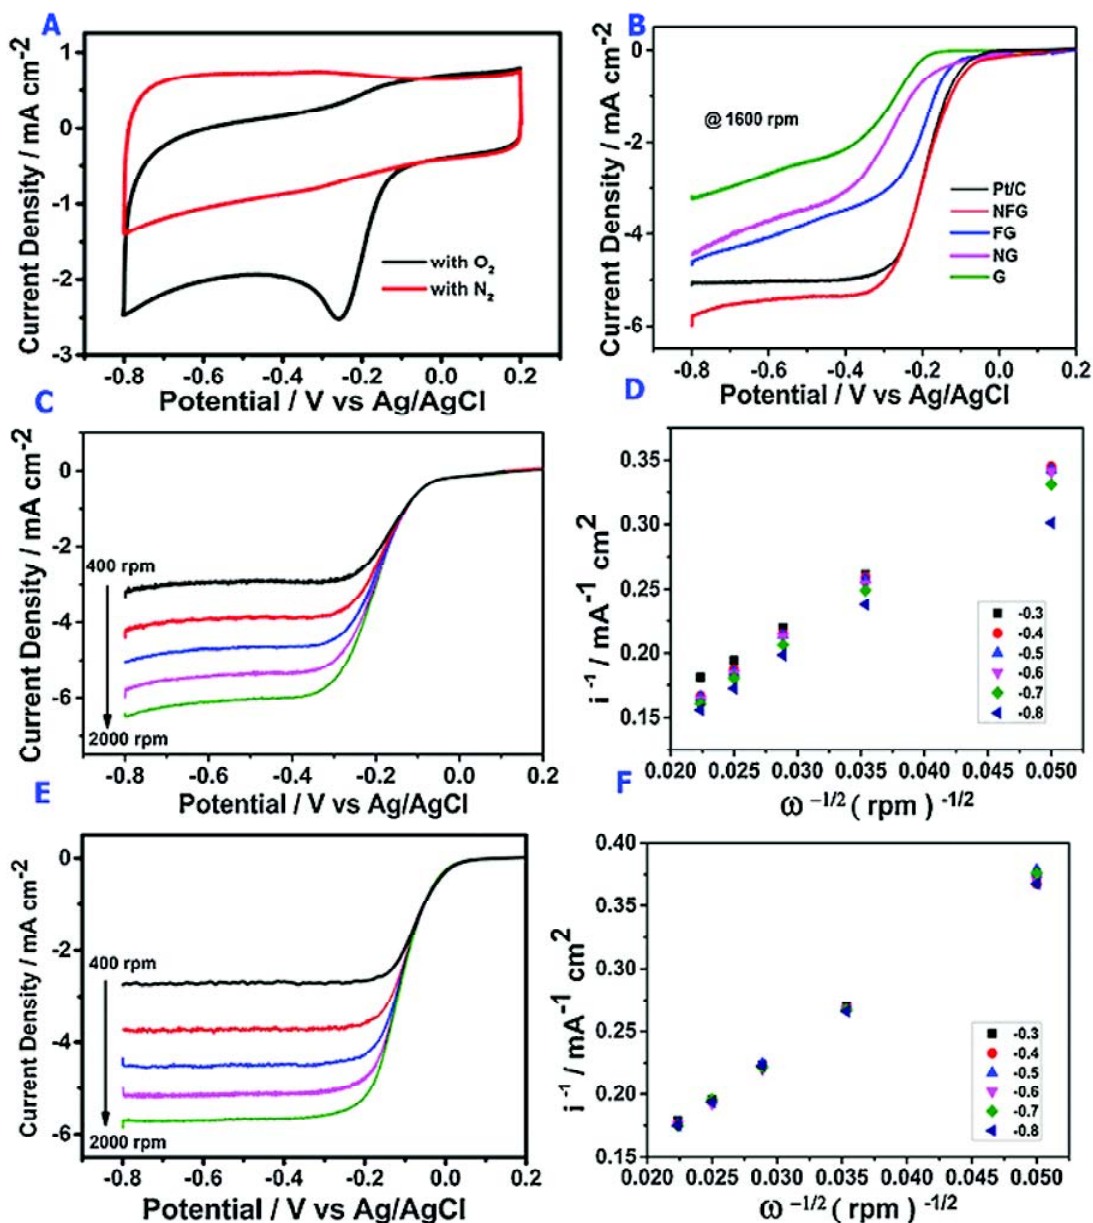 A
Current Density / mA cm-2
1
0
-1
-2
-3
with O2
with N2
-0.8 -0.6 -0.4 -0.2 0.0 0.2
Potential / V vs Ag/AgCl
B
Current Density / mA cm-2
0
-2
-4
-6
@ 1600 rpm
Pt/C
NFG
FG
NG
G
-0.8 -0.6 -0.4 -0.2 0.0 0.2
Potential / V vs Ag/AgCl
C
Current Density / mA cm-2
0
-2
-4
-6
400 rpm
2000 rpm
-0.8 -0.6 -0.4 -0.2 0.0 0.2
Potential / V vs Ag/AgCl
D
i-1 / mA-1 cm2
0.35
0.30
0.25
0.20
0.15
-0.3
-0.4
-0.5
-0.6
-0.7
-0.8
0.020 0.025 0.030 0.035 0.040 0.045 0.050
ω-1/2 ( rpm ) -1/2
E
Current Density / mA cm-2
0
-2
-4
-6
400 rpm
2000 rpm
-0.8 -0.6 -0.4 -0.2 0.0 0.2
Potential / V vs Ag/AgCl
F
i-1 / mA-1 cm2
0.40
0.35
0.30
0.25
0.20
0.15
-0.3
-0.4
-0.5
-0.6
-0.7
-0.8
0.020 0.025 0.030 0.035 0.040 0.045 0.050
ω-1/2 ( rpm ) -1/2